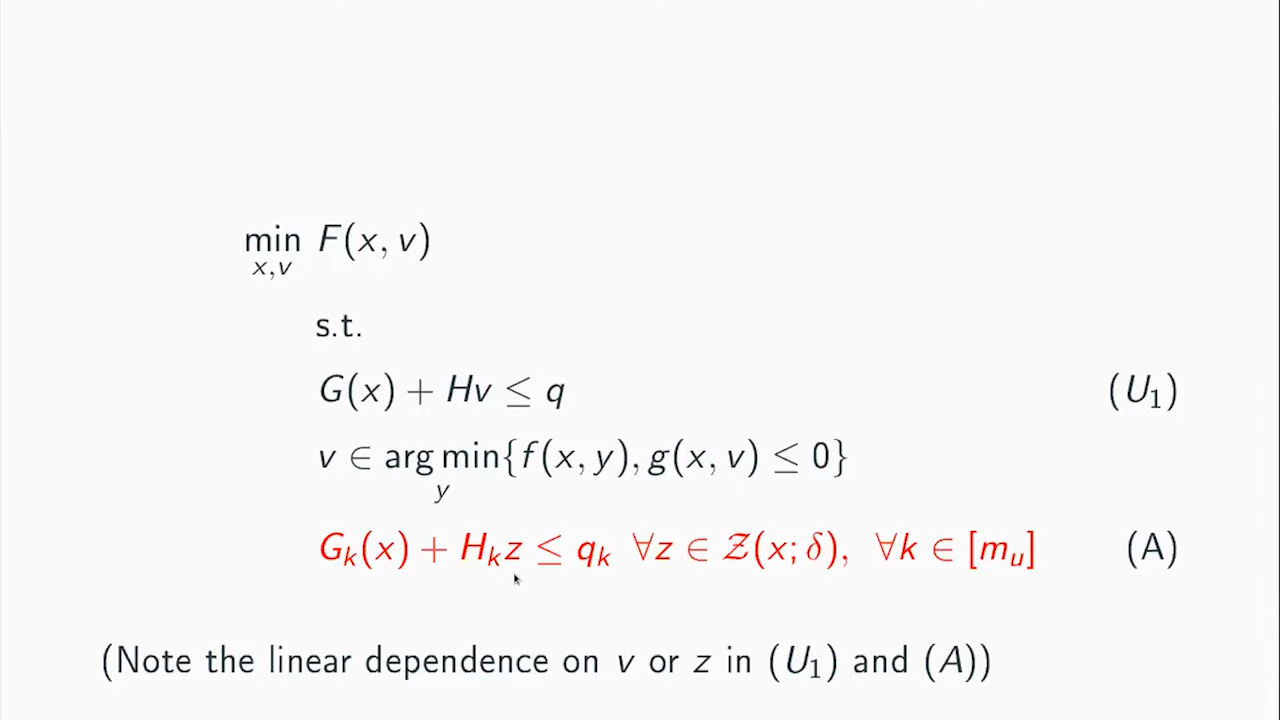 min F(x, v)
x,v
s.t.
G(x) + Hv ≤ q (U₁)
v ∈ arg min{f(x, y), g(x, v) ≤ 0}
y
Gₖ(x) + Hₖz ≤ qₖ ∀z ∈ 𝒵(x; δ), ∀k ∈ [mᵤ] (A)
(Note the linear dependence on v or z in (U₁) and (A))